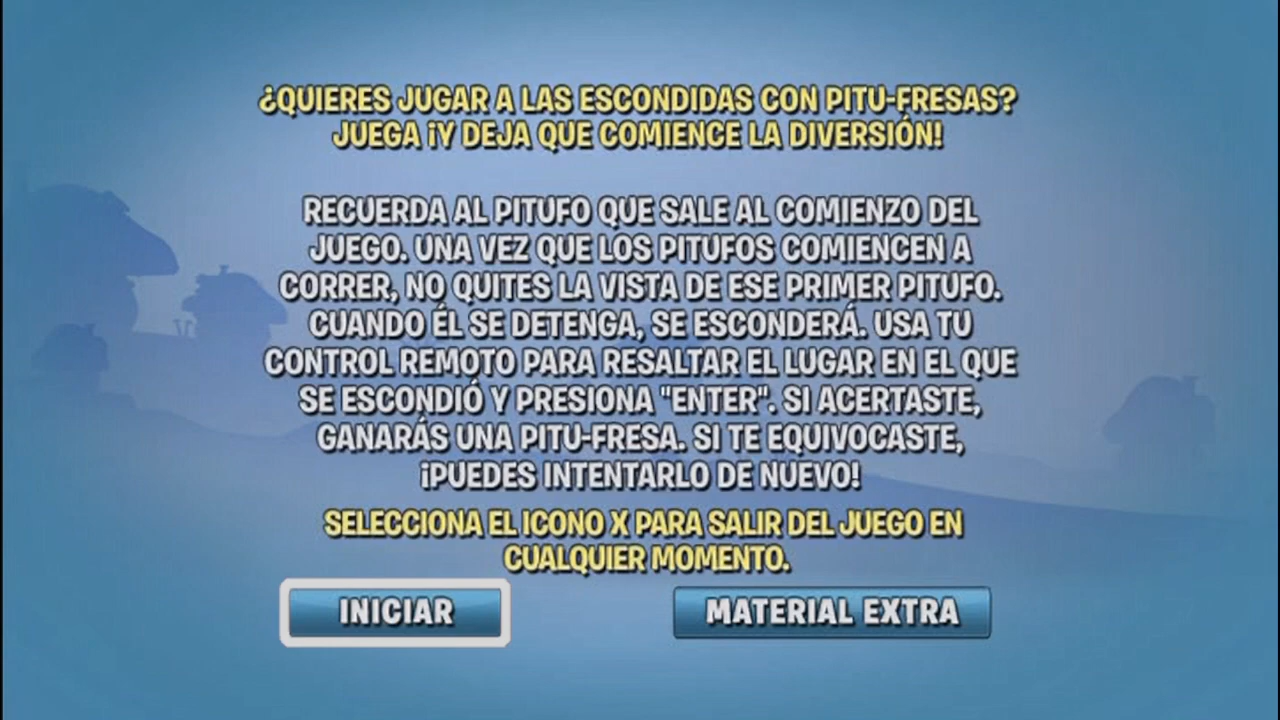 ¿QUIERES JUGAR A LAS ESCONDIDAS CON PITU-FRESAS?
JUEGA ¡Y DEJA QUE COMIENCE LA DIVERSIÓN!
RECUERDA AL PITUFO QUE SALE AL COMIENZO DEL
JUEGO. UNA VEZ QUE LOS PITUFOS COMIENCEN A
CORRER, NO QUITES LA VISTA DE ESE PRIMER PITUFO.
CUANDO ÉL SE DETENGA, SE ESCONDERÁ. USA TU
CONTROL REMOTO PARA RESALTAR EL LUGAR EN EL QUE
SE ESCONDIÓ Y PRESIONA "ENTER". SI ACERTASTE,
GANARÁS UNA PITU-FRESA. SI TE EQUIVOCASTE,
¡PUEDES INTENTARLO DE NUEVO!
SELECCIONA EL ICONO X PARA SALIR DEL JUEGO EN
CUALQUIER MOMENTO.
INICIAR
MATERIAL EXTRA